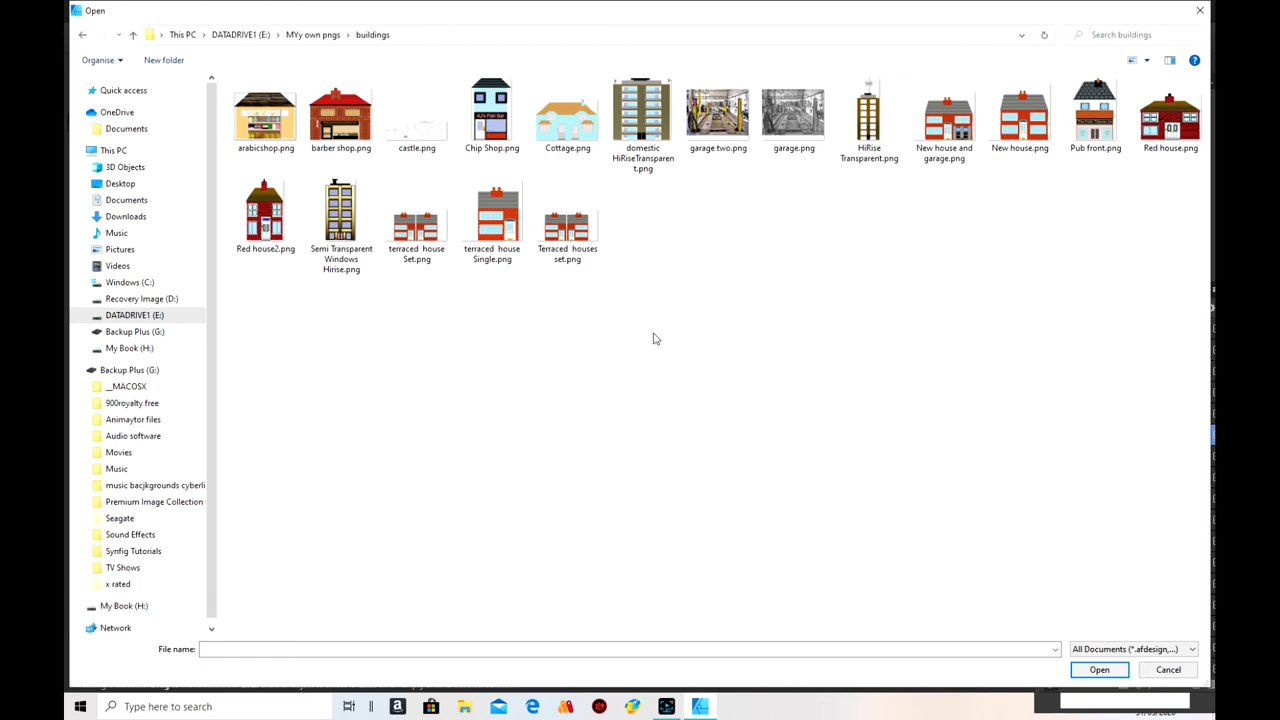 Open
This PC > DATADRIVE1 (E:) > MYy own pngs > buildings
Search buildings
Organise
New folder
Quick access
OneDrive
Documents
This PC
3D Objects
Desktop
Documents
Downloads
Music
Pictures
Videos
Windows (C:)
Recovery Image (D:)
DATADRIVE1 (E:)
Backup Plus (G:)
My Book (H:)
Backup Plus (G:)
__MACOSX
900royalty free
Animaytor files
Audio software
Movies
Music
music bacjkgrounds cyberli
Premium Image Collection
Seagate
Sound Effects
Synfig Tutorials
TV Shows
x rated
My Book (H:)
Network
AJ's Fish Bar
arabicshop.png
barber shop.png
castle.png
Chip Shop.png
Cottage.png
domestic
HiRiseTransparen
t.png
garage two.png
garage.png
HiRise
Transparent.png
New house and
garage.png
New house.png
Pub front.png
Red house.png
Red house2.png
Semi Transparent
Windows
Hirise.png
terraced house
Set.png
terraced house
Single.png
Terraced houses
set.png
File name:
All Documents (*.afdesign,...)
Open
Cancel
Type here to search